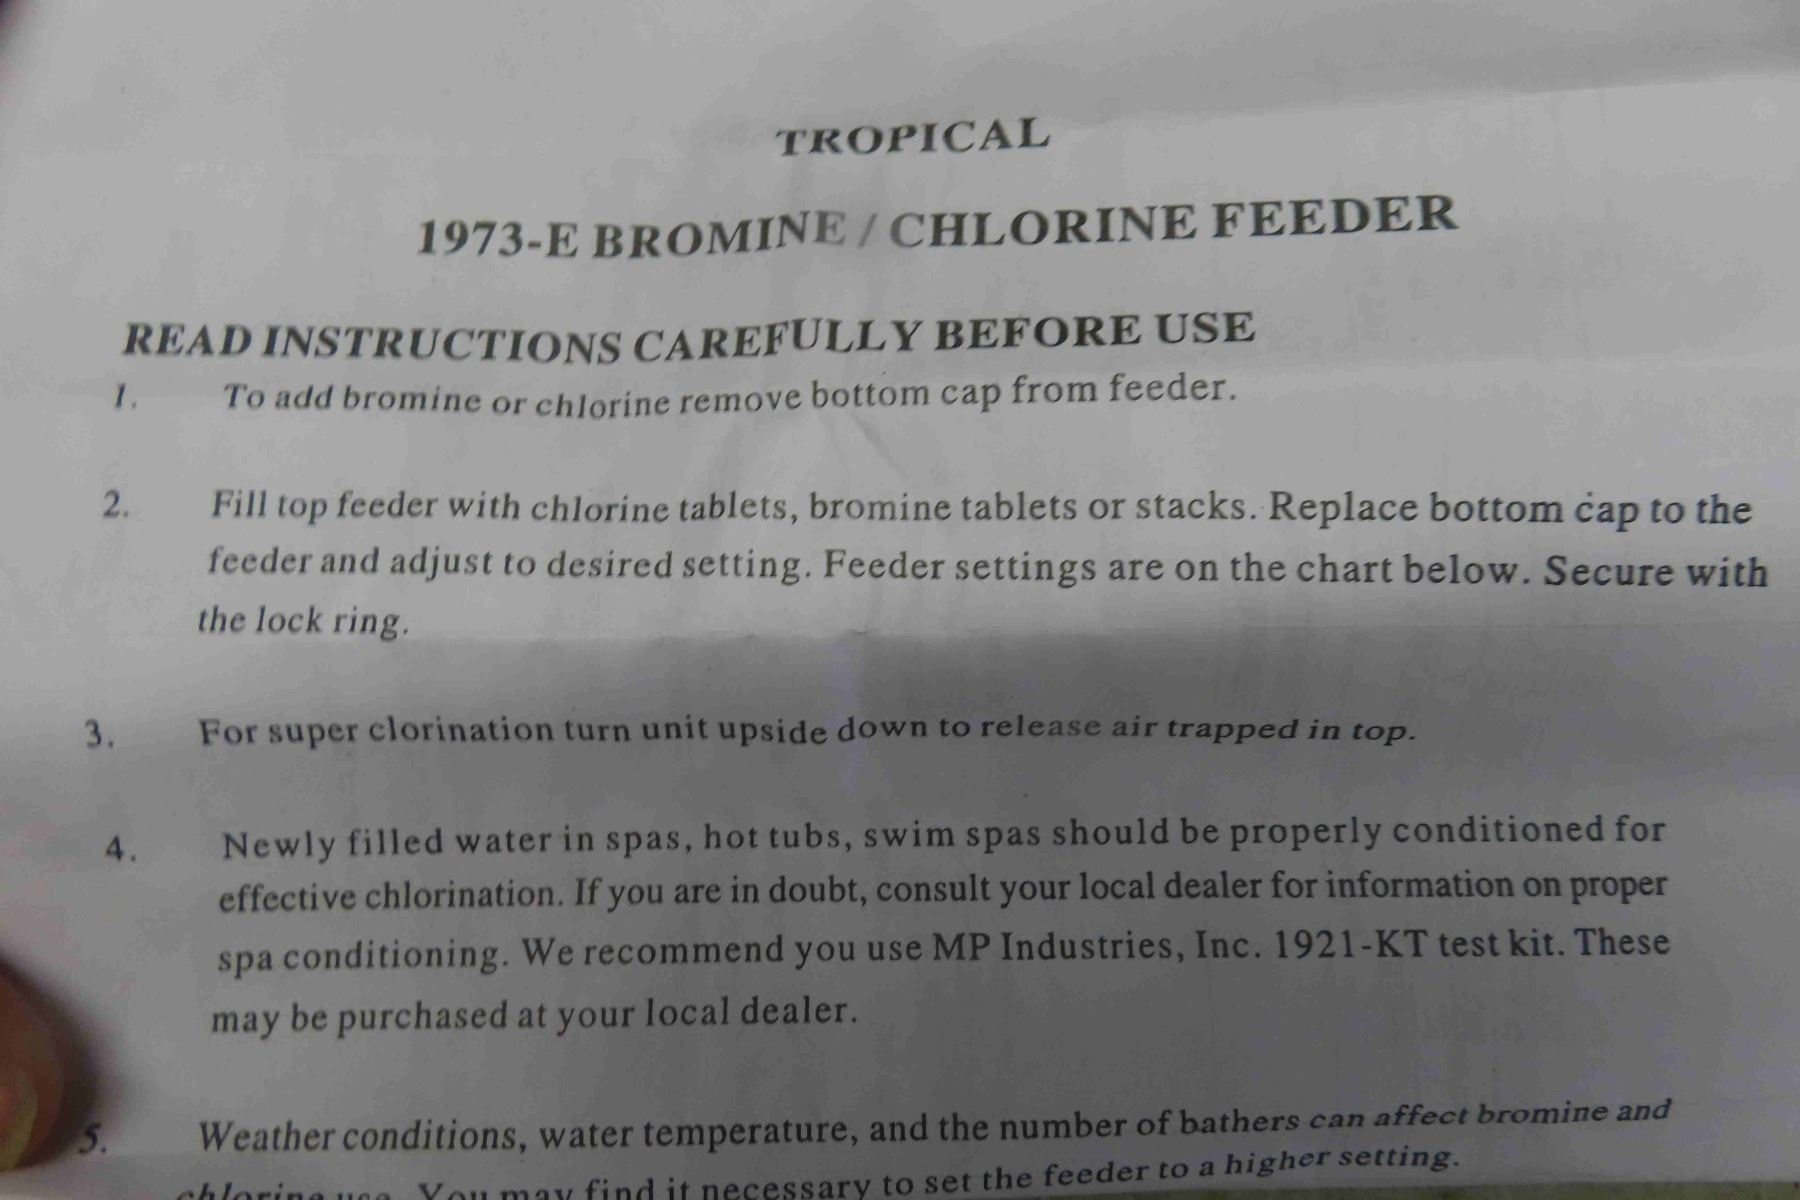 TROPICAL
1973-E BROMINE / CHLORINE FEEDER
READ INSTRUCTIONS CAREFULLY BEFORE USE
1. To add bromine or chlorine remove bottom cap from feeder.
2. Fill top feeder with chlorine tablets, bromine tablets or stacks. Replace bottom cap to the
feeder and adjust to desired setting. Feeder settings are on the chart below. Secure with
the lock ring.
3. For super clorination turn unit upside down to release air trapped in top.
4. Newly filled water in spas, hot tubs, swim spas should be properly conditioned for
effective chlorination. If you are in doubt, consult your local dealer for information on proper
spa conditioning. We recommend you use MP Industries, Inc. 1921-KT test kit. These
may be purchased at your local dealer.
5. Weather conditions, water temperature, and the number of bathers can affect bromine and
chlorine use. You may find it necessary to set the feeder to a higher setting.